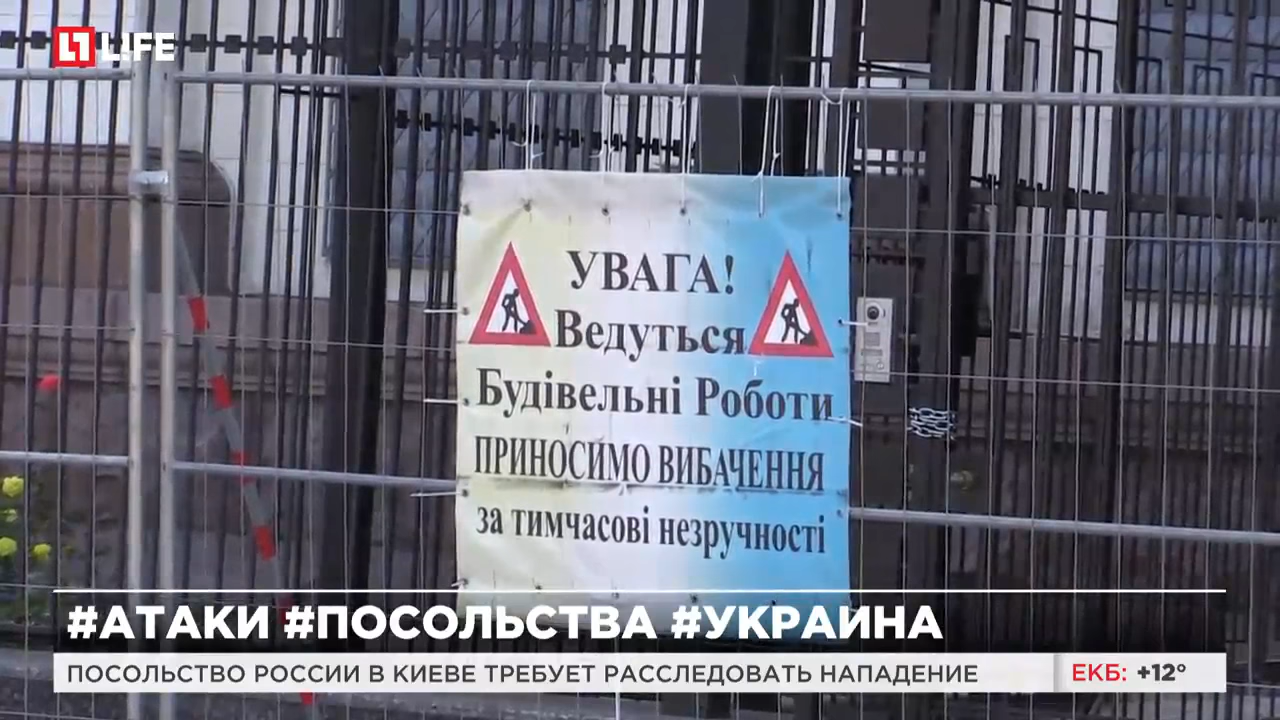 LIFE
УВАГА!
Ведуться
Будівельні Роботи
ПРИНОСИМО ВИБАЧЕННЯ
за тимчасові незручності
#АТАКИ #ПОСОЛЬСТВА #УКРАИНА
ПОСОЛЬСТВО РОССИИ В КИЕВЕ ТРЕБУЕТ РАССЛЕДОВАТЬ НАПАДЕНИЕ ЕКБ: +12°